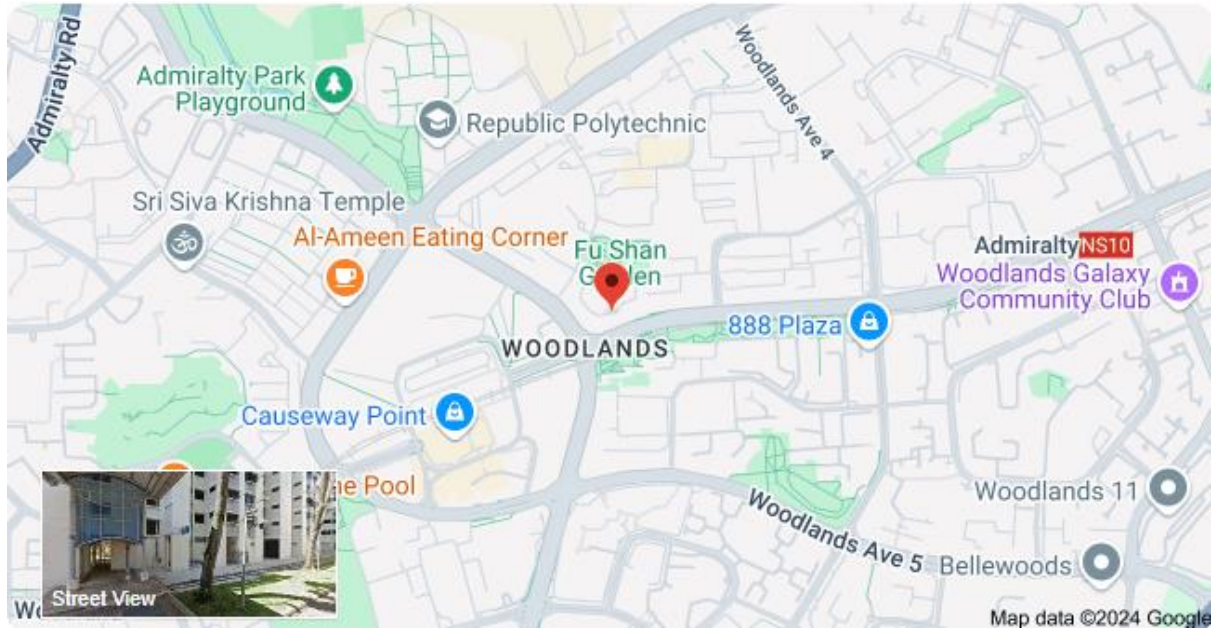 Admiralty Rd
Admiralty Park
Playground
Republic Polytechnic
Woodlands Ave 4
Sri Siva Krishna Temple
Al-Ameen Eating Corner
Fu Shan
Admiralty NS10
Woodlands Galaxy
Community Club
888 Plaza
WOODLANDS
Causeway Point
Pool
Woodlands 11
Woodlands Ave 5
Bellewoods
Street View
Map data ©2024 Google